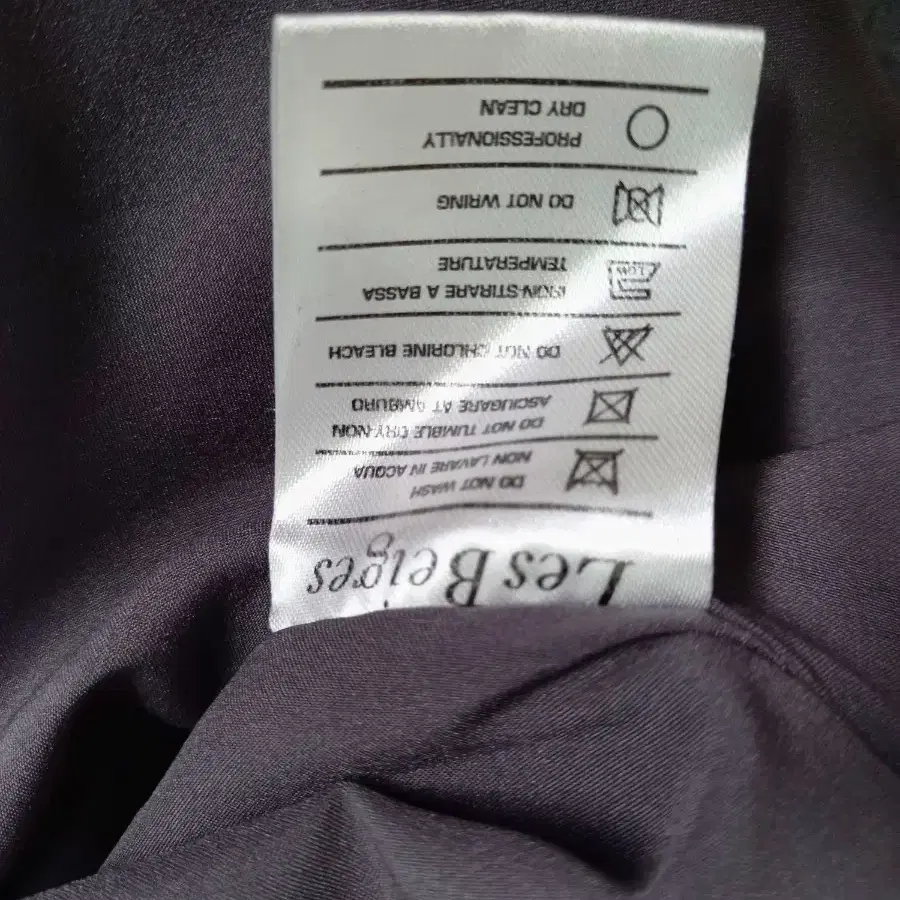 Les Beiges
DO NOT WASH
NON LAVARE IN ACQUA
DO NOT TUMBLE DRY-NON
ASCIUGARE AT AMBURO
DO NOT CHLORINE BLEACH
IRON-STIRARE A BASSA
TEMPERATURE
LOW
DO NOT WRING
PROFESSIONALLY
DRY CLEAN